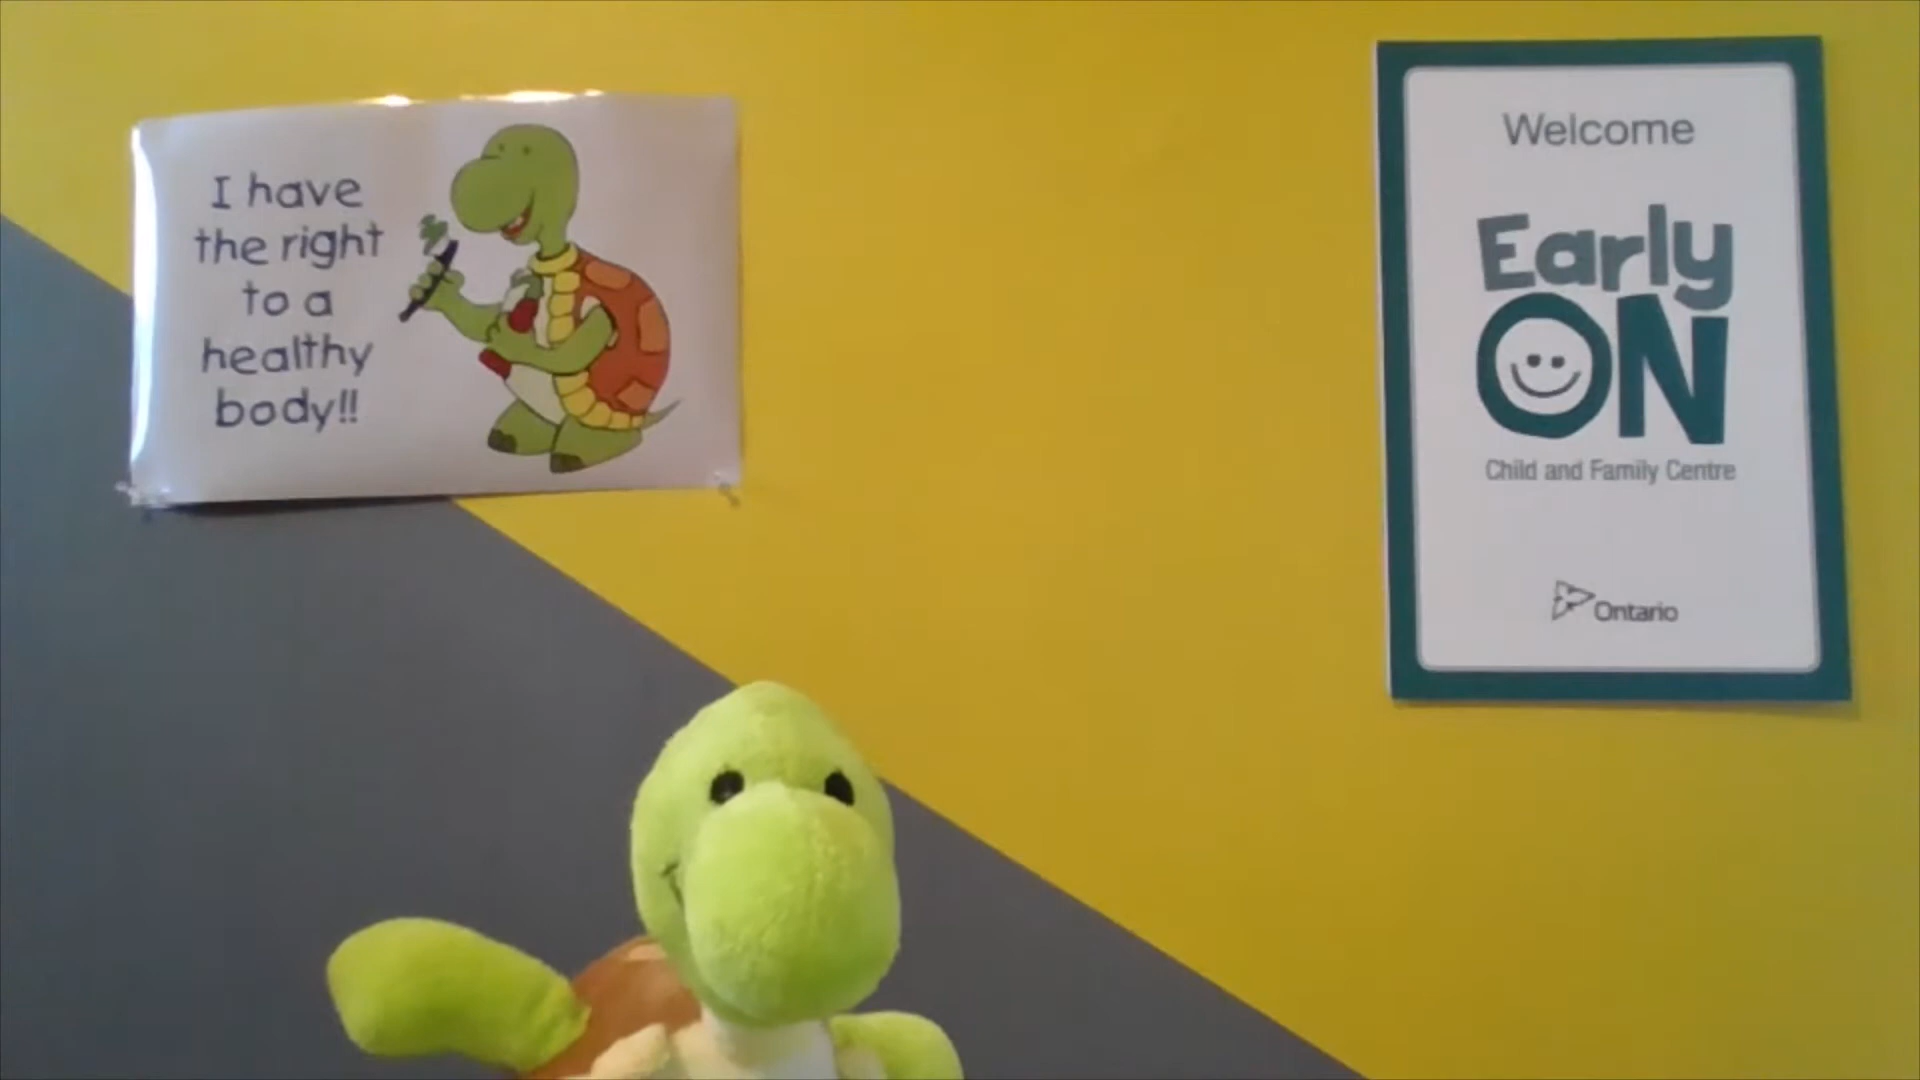 I have
the right
to a
healthy
body!!
Welcome
Early
ON
Child and Family Centre
Ontario